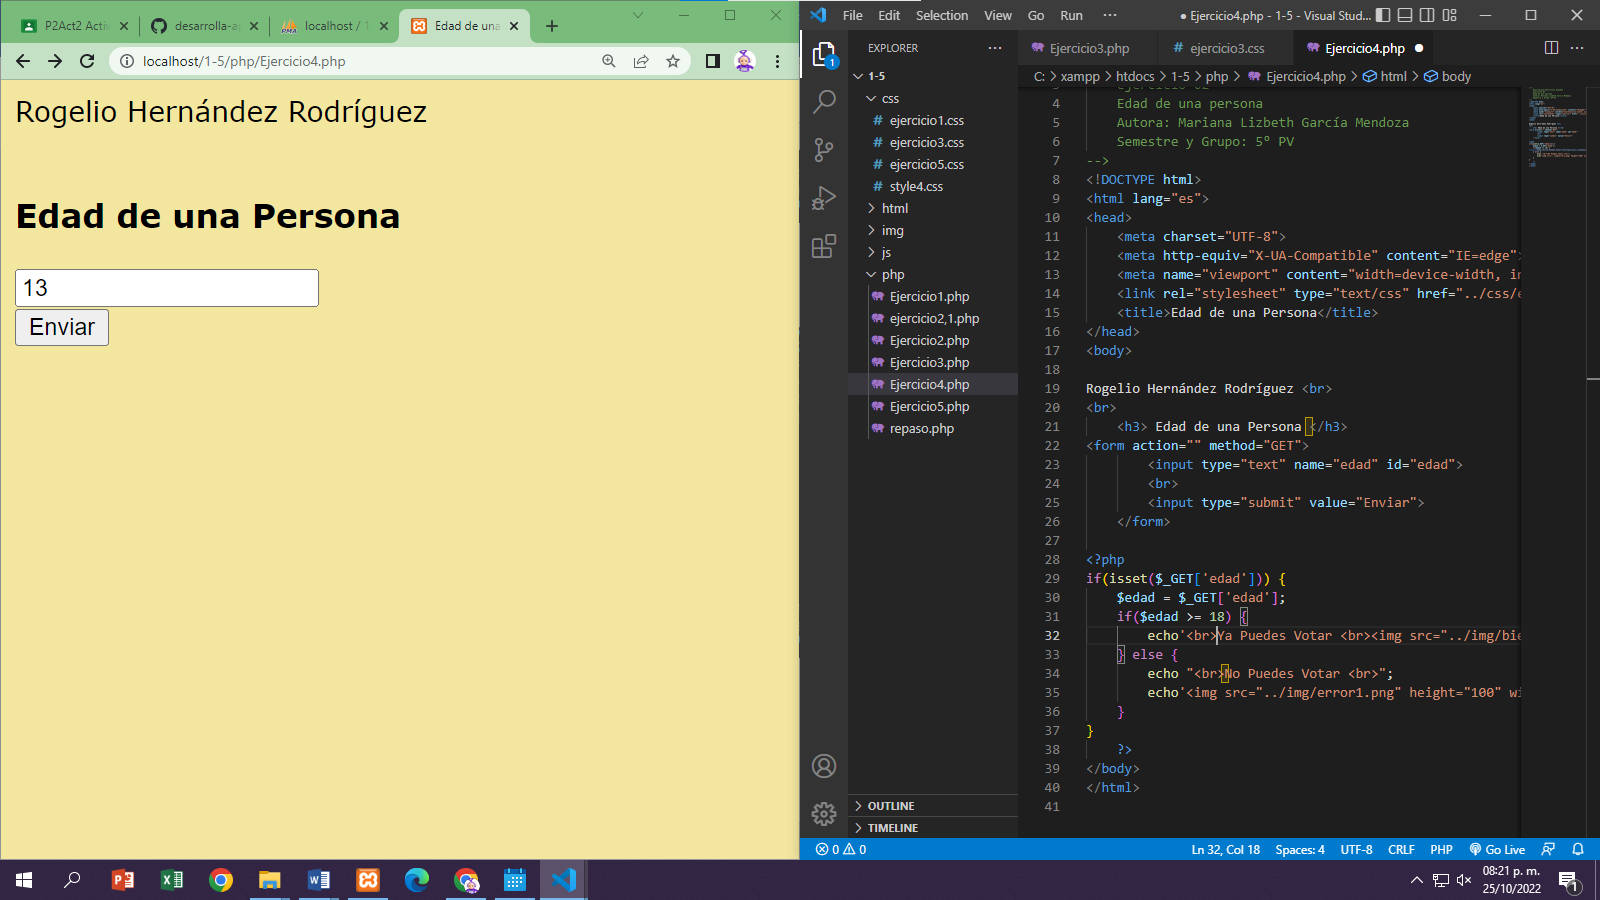 P2Act2 Activ
desarrolla-a
localhost / 1
Edad de una
localhost/1-5/php/Ejercicio4.php
Rogelio Hernández Rodríguez
Edad de una Persona
13
Enviar
File Edit Selection View Go Run ··· ● Ejercicio4.php - 1-5 - Visual Stud...
EXPLORER ···
1-5
css
# ejercicio1.css
# ejercicio3.css
# ejercicio5.css
# style4.css
html
img
js
php
Ejercicio1.php
ejercicio2,1.php
Ejercicio2.php
Ejercicio3.php
Ejercicio4.php
Ejercicio5.php
repaso.php
OUTLINE
TIMELINE
Ejercicio3.php # ejercicio3.css Ejercicio4.php ●
C: > xampp > htdocs > 1-5 > php > Ejercicio4.php > html > body
4 Edad de una persona
5 Autora: Mariana Lizbeth García Mendoza
6 Semestre y Grupo: 5º PV
7 -->
8 <!DOCTYPE html>
9 <html lang="es">
10 <head>
11 <meta charset="UTF-8">
12 <meta http-equiv="X-UA-Compatible" content="IE=edge">
13 <meta name="viewport" content="width=device-width, in
14 <link rel="stylesheet" type="text/css" href="../css/e
15 <title>Edad de una Persona</title>
16 </head>
17 <body>
18
19 Rogelio Hernández Rodríguez <br>
20 <br>
21 <h3> Edad de una Persona </h3>
22 <form action="" method="GET">
23 <input type="text" name="edad" id="edad">
24 <br>
25 <input type="submit" value="Enviar">
26 </form>
27
28 <?php
29 if(isset($_GET['edad'])) {
30 $edad = $_GET['edad'];
31 if($edad >= 18) {
32 echo'<br>Ya Puedes Votar <br><img src="../img/bie
33 } else {
34 echo "<br>No Puedes Votar <br>";
35 echo'<img src="../img/error1.png" height="100" wi
36 }
37 }
38 ?>
39 </body>
40 </html>
41
0 0 Ln 32, Col 18 Spaces: 4 UTF-8 CRLF PHP Go Live
08:21 p. m.
25/10/2022
1